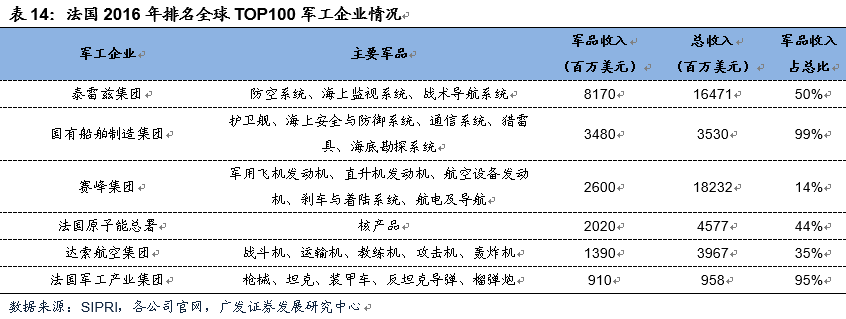 表 14：法国 2016 年排名全球 TOP100 军工企业情况
军工企业 主要军品 军品收入（百万美元） 总收入（百万美元） 军品收入占总比
泰雷兹集团 防空系统、海上监视系统、战术导航系统 8170 16471 50%
国有船舶制造集团 护卫舰、海上安全与防御系统、通信系统、猎雷
具、海底勘探系统 3480 3530 99%
赛峰集团 军用飞机发动机、直升机发动机、航空设备发动
机、刹车与着陆系统、航电及导航 2600 18232 14%
法国原子能总署 核产品 2020 4577 44%
达索航空集团 战斗机、运输机、教练机、攻击机、轰炸机 1390 3967 35%
法国军工产业集团 枪械、坦克、装甲车、反坦克导弹、榴弹炮 910 958 95%
数据来源：SIPRI，各公司官网，广发证券发展研究中心